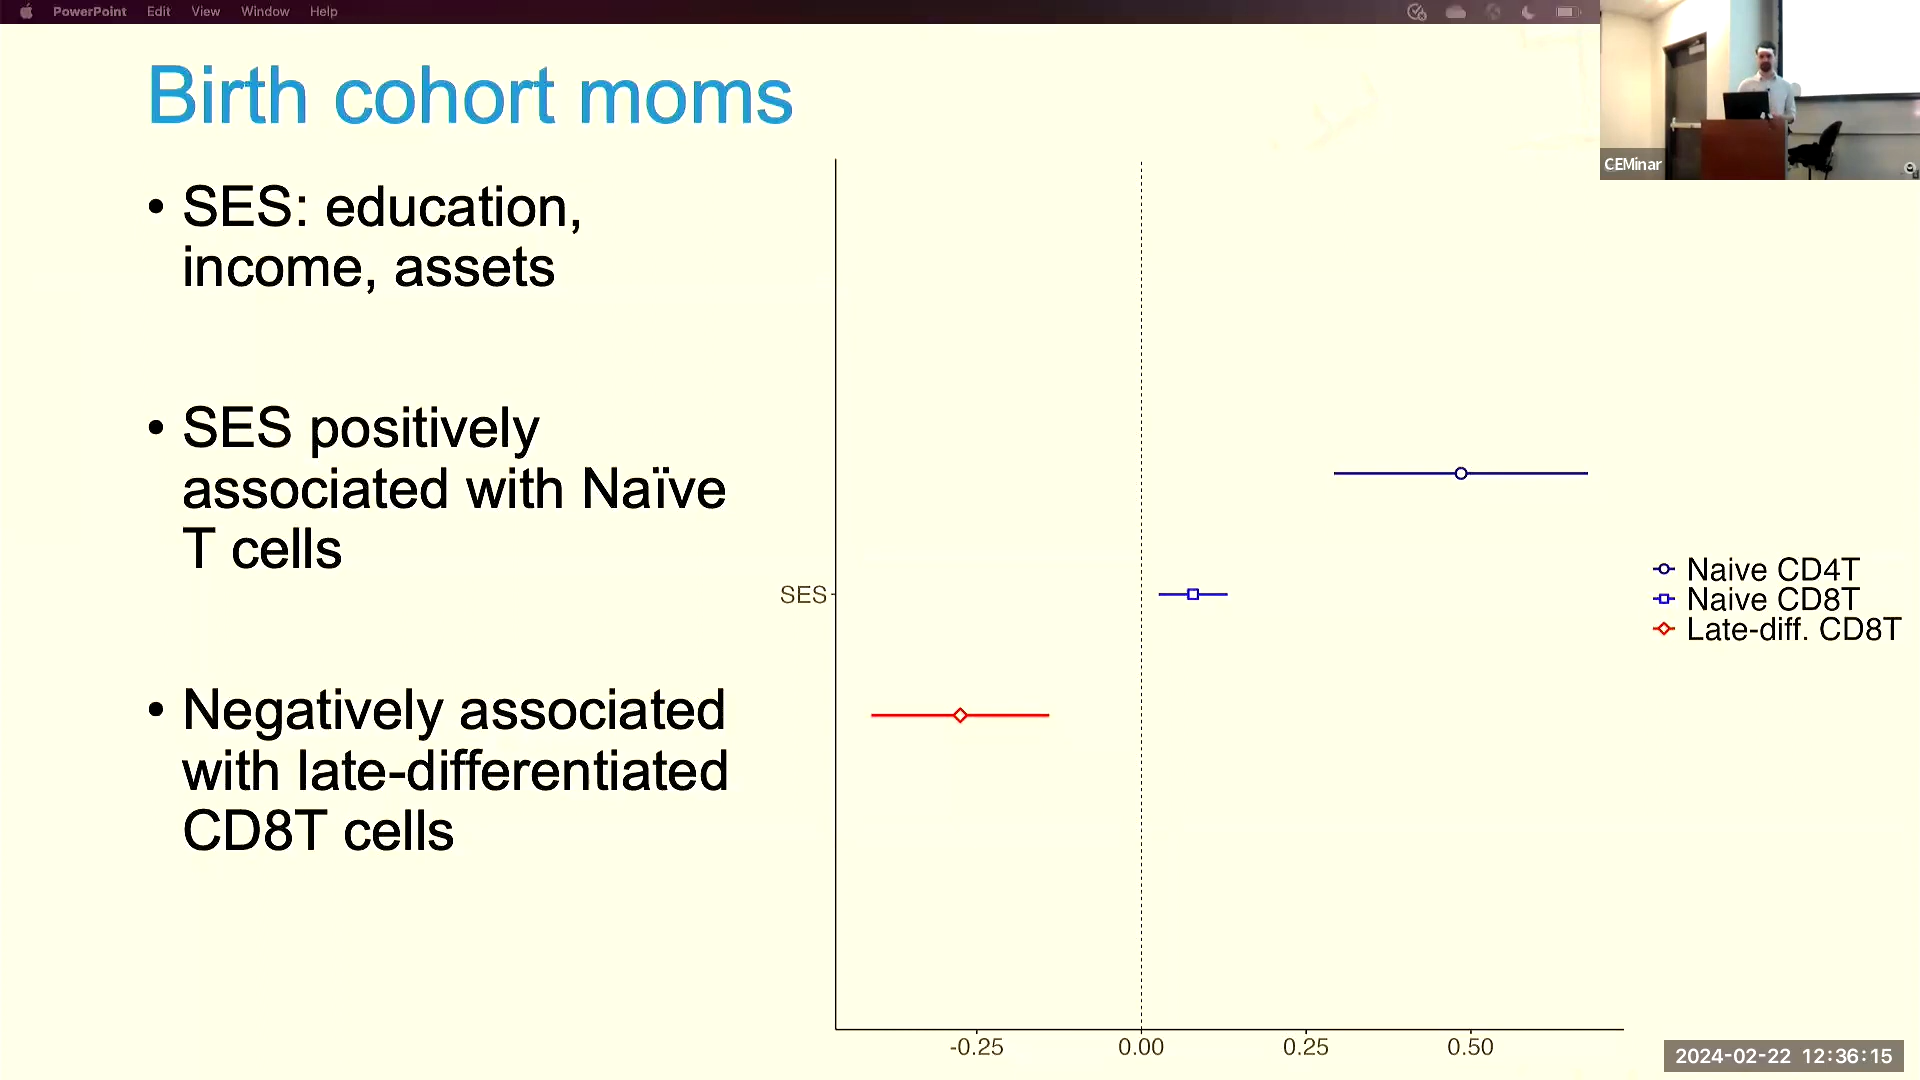 PowerPoint Edit View Window Help
Birth cohort moms
CEMinar
• SES: education,
income, assets
• SES positively
associated with Naïve
T cells
• Negatively associated
with late-differentiated
CD8T cells
SES
Naive CD4T
Naive CD8T
Late-diff. CD8T
-0.25 0.00 0.25 0.50
2024-02-22 12:36:15